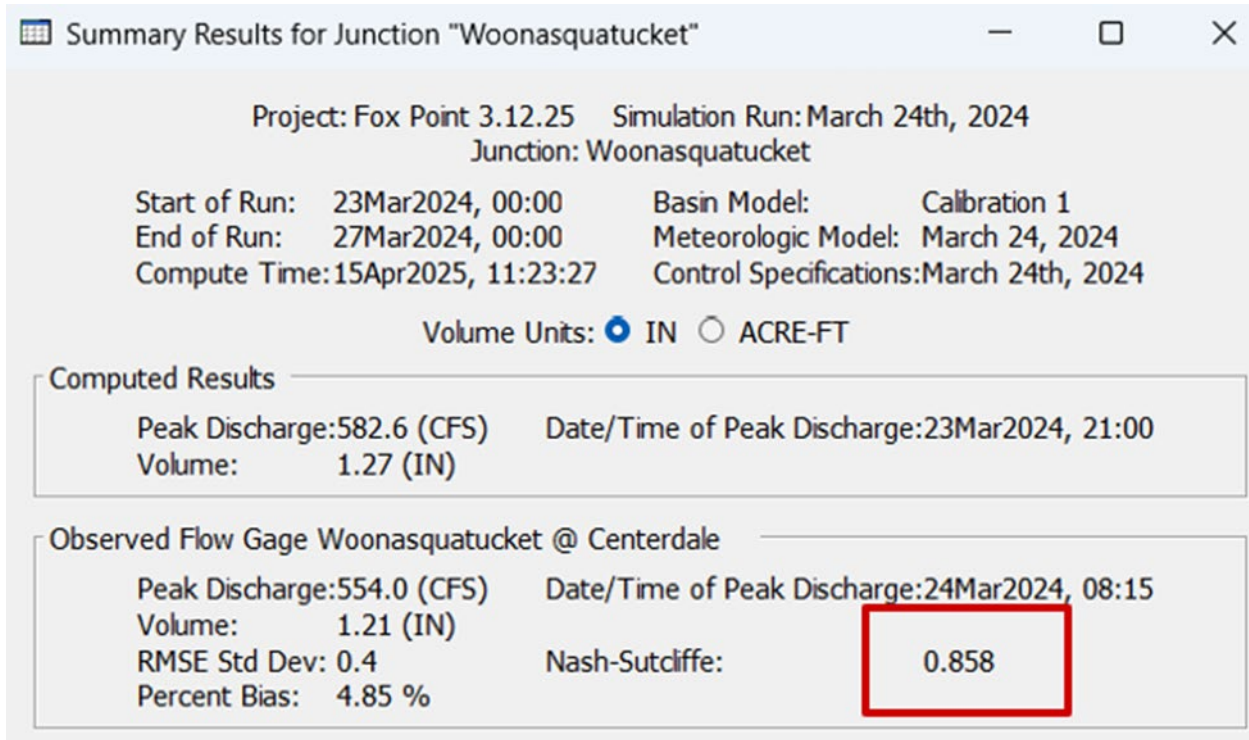 Summary Results for Junction "Woonasquatucket"
Project: Fox Point 3.12.25 Simulation Run: March 24th, 2024
Junction: Woonasquatucket
Start of Run: 23Mar2024, 00:00 Basin Model: Calibration 1
End of Run: 27Mar2024, 00:00 Meteorologic Model: March 24, 2024
Compute Time:15Apr2025, 11:23:27 Control Specifications:March 24th, 2024
Volume Units: IN ACRE-FT
Computed Results
Peak Discharge:582.6 (CFS) Date/Time of Peak Discharge:23Mar2024, 21:00
Volume: 1.27 (IN)
Observed Flow Gage Woonasquatucket @ Centerdale
Peak Discharge:554.0 (CFS) Date/Time of Peak Discharge:24Mar2024, 08:15
Volume: 1.21 (IN)
RMSE Std Dev: 0.4 Nash-Sutcliffe: 0.858
Percent Bias: 4.85 %